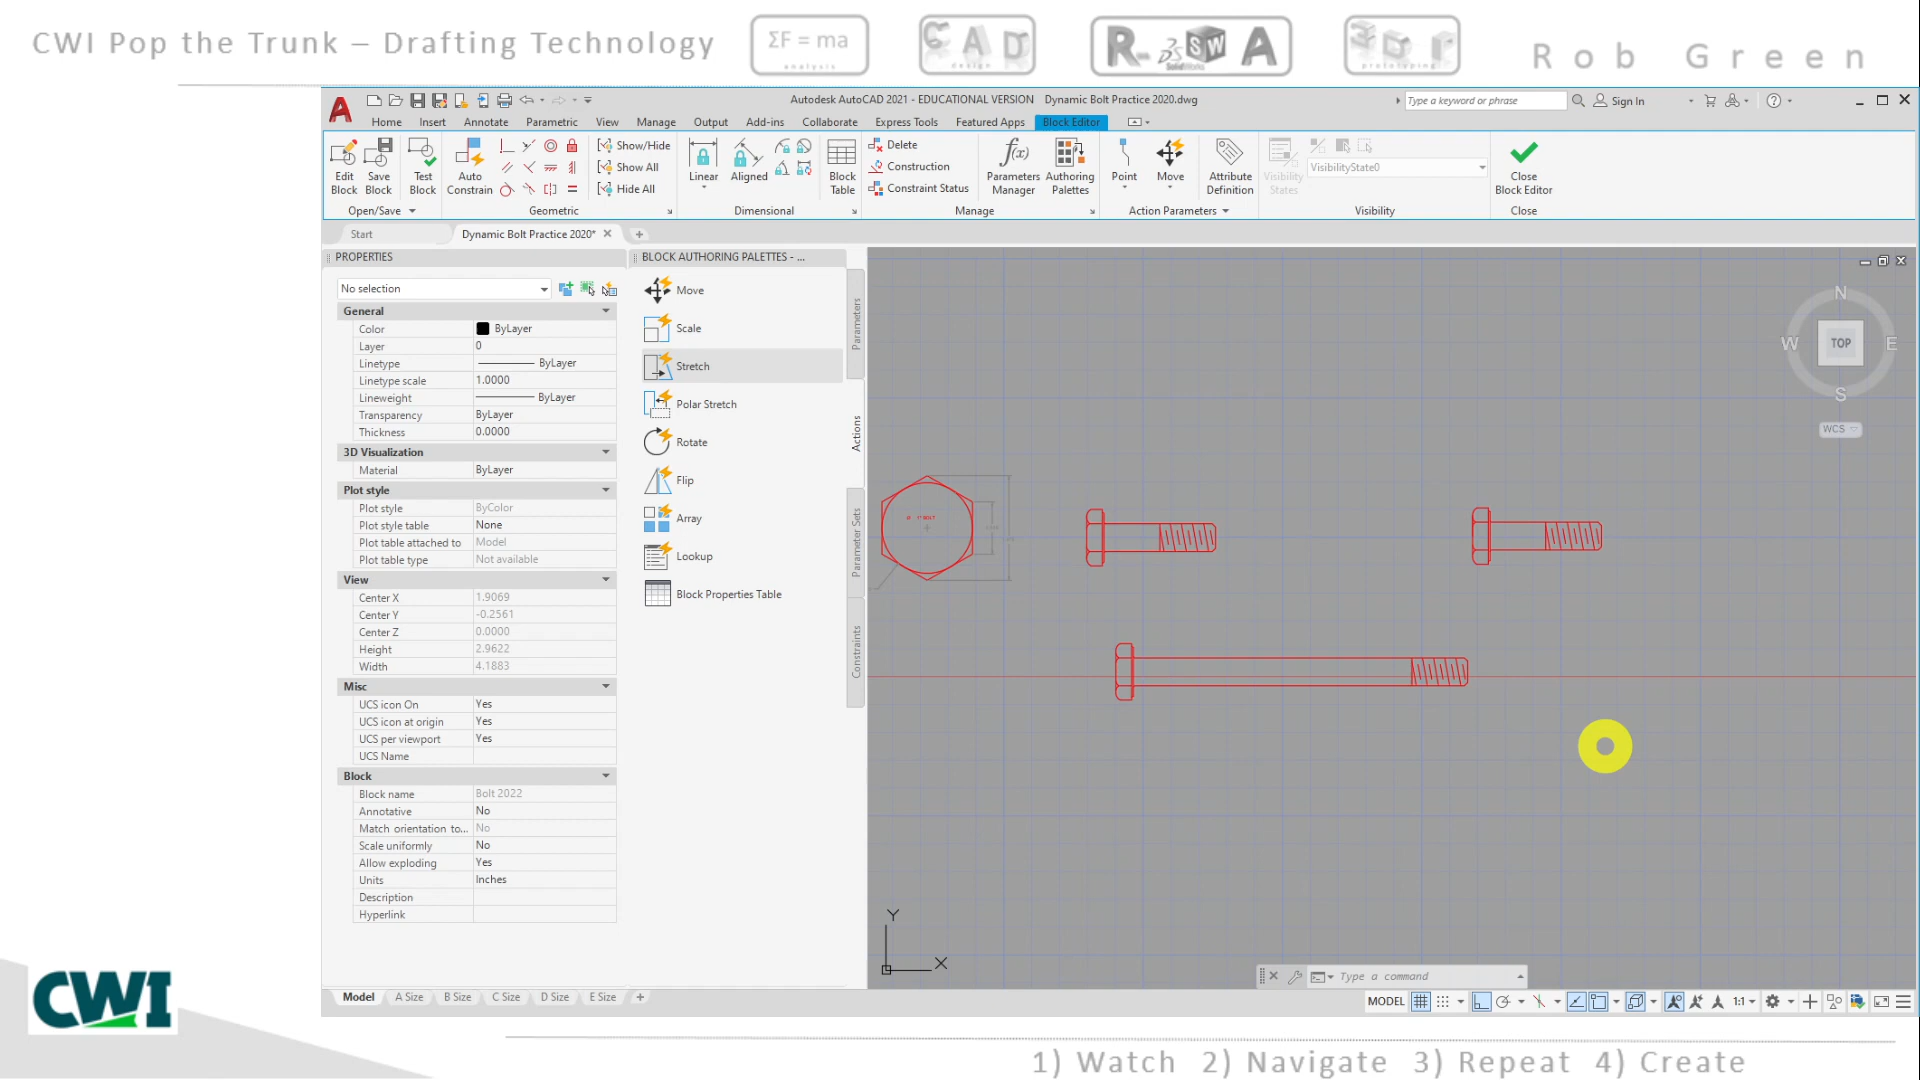 CWI Pop the Trunk – Drafting Technology
ΣF = ma
analysis
CAD
design
R 3DS SW A
SolidWorks
prototyping
Rob Green
Autodesk AutoCAD 2021 - EDUCATIONAL VERSION Dynamic Bolt Practice 2020.dwg
Type a keyword or phrase
Sign In
Home Insert Annotate Parametric View Manage Output Add-ins Collaborate Express Tools Featured Apps Block Editor
Edit Block
Save Block
Test Block
Auto Constrain
Show/Hide
Show All
Hide All
Linear
Aligned
Block Table
Delete
Construction
Constraint Status
Parameters Manager
Authoring Palettes
Point
Move
Attribute Definition
Visibility States
VisibilityState0
Close Block Editor
Open/Save Geometric Dimensional Manage Action Parameters Visibility Close
Start Dynamic Bolt Practice 2020*
PROPERTIES
No selection
General
Color ByLayer
Layer 0
Linetype ByLayer
Linetype scale 1.0000
Lineweight ByLayer
Transparency ByLayer
Thickness 0.0000
3D Visualization
Material ByLayer
Plot style
Plot style ByColor
Plot style table None
Plot table attached to Model
Plot table type Not available
View
Center X 1.9069
Center Y -0.2561
Center Z 0.0000
Height 2.9622
Width 4.1883
Misc
UCS icon On Yes
UCS icon at origin Yes
UCS per viewport Yes
UCS Name
Block
Block name Bolt 2022
Annotative No
Match orientation to... No
Scale uniformly No
Allow exploding Yes
Units Inches
Description
Hyperlink
BLOCK AUTHORING PALETTES - ...
Move
Scale
Stretch
Polar Stretch
Rotate
Flip
Array
Lookup
Block Properties Table
Parameters
Actions
Parameter Sets
Constraints
N
W TOP E
S
WCS
Y
X
Type a command
Model A Size B Size C Size D Size E Size
MODEL 1:1
CWI
1) Watch 2) Navigate 3) Repeat 4) Create